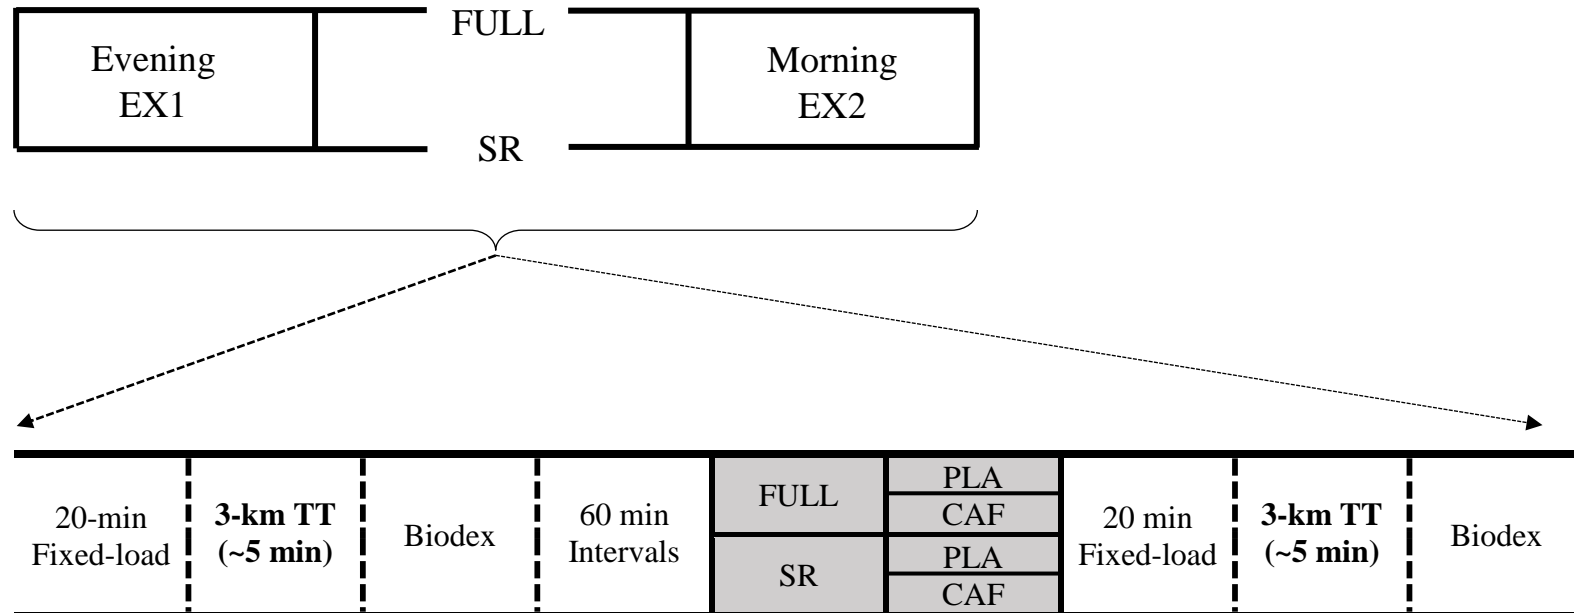 Evening
EX1
FULL
SR
Morning
EX2
20-min
Fixed-load
3-km TT
(~5 min)
Biodex
60 min
Intervals
FULL
SR
PLA
CAF
PLA
CAF
20 min
Fixed-load
3-km TT
(~5 min)
Biodex